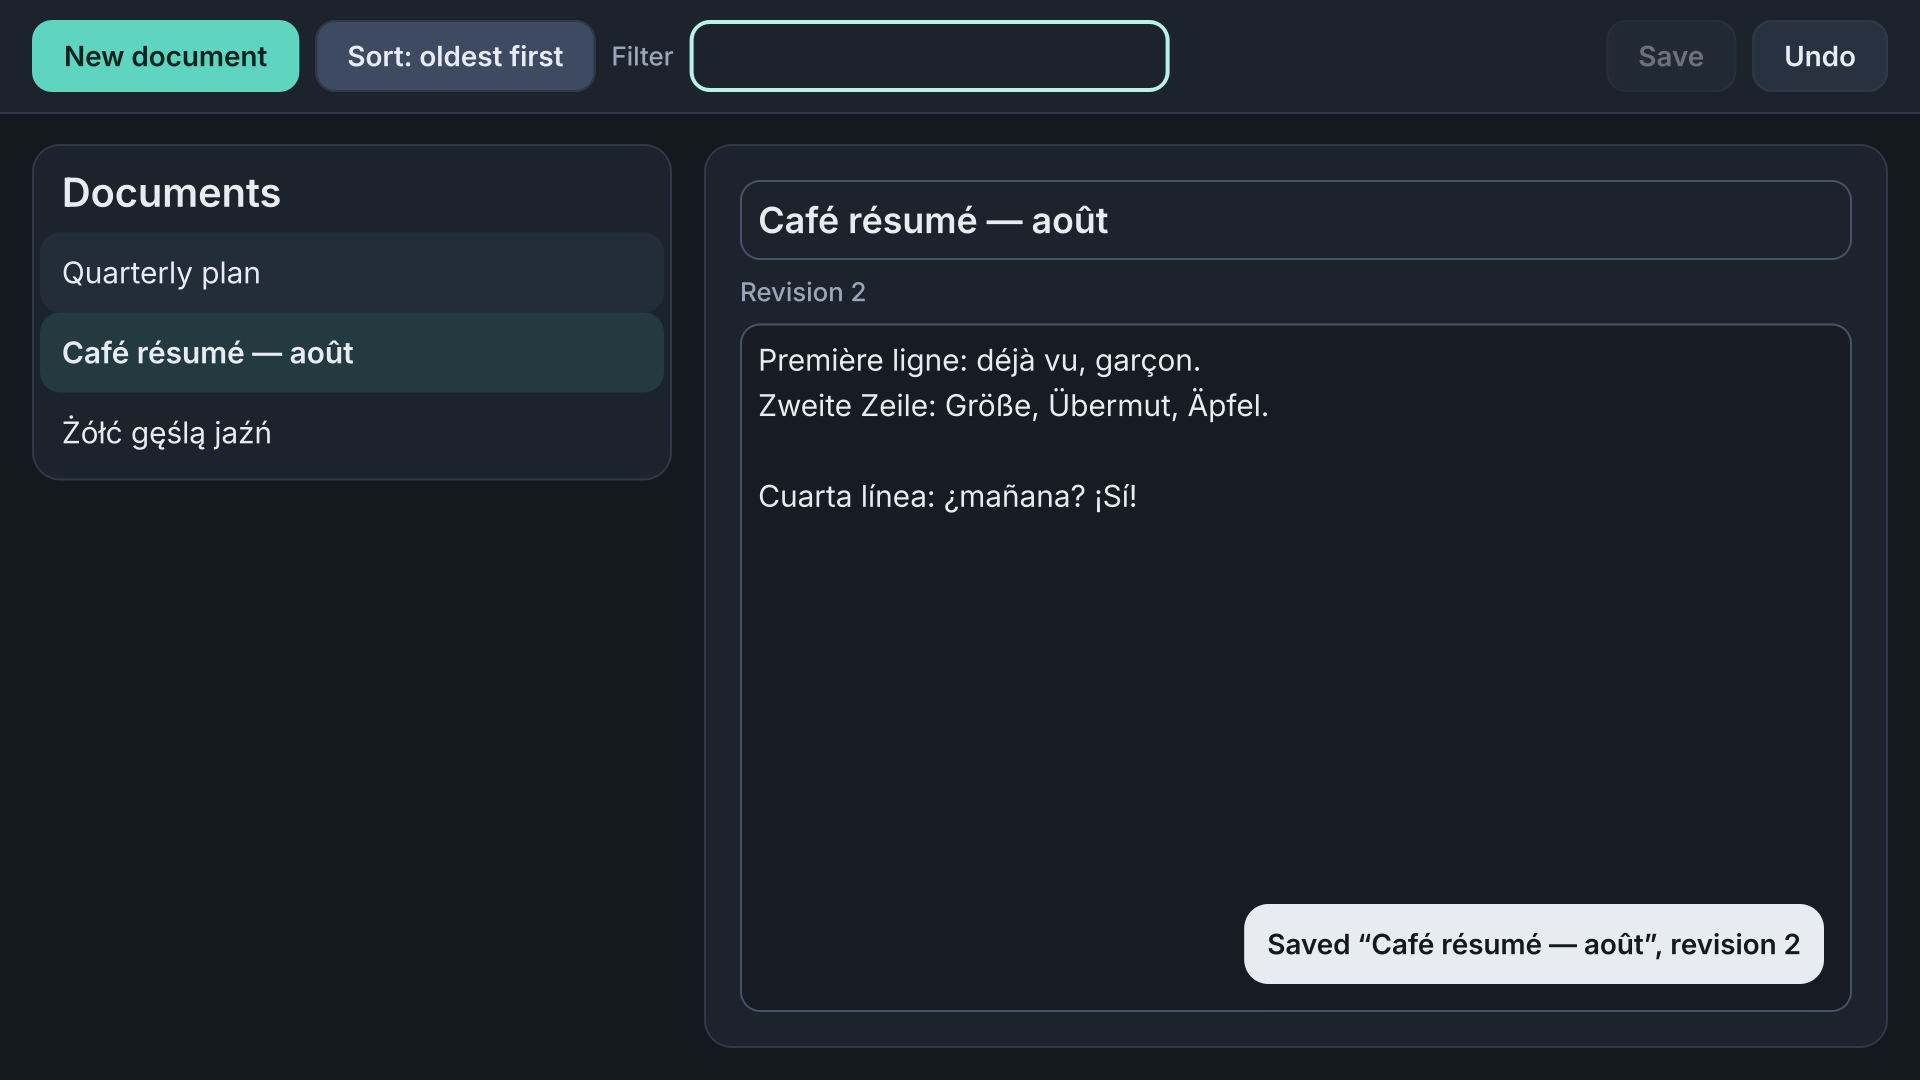 New document
Sort: oldest first
Filter
Save
Undo
Documents
Quarterly plan
Café résumé — août
Żółć gęślą jaźń
Café résumé — août
Revision 2
Première ligne: déjà vu, garçon.
Zweite Zeile: Größe, Übermut, Äpfel.
Cuarta línea: ¿mañana? ¡Sí!
Saved “Café résumé — août”, revision 2